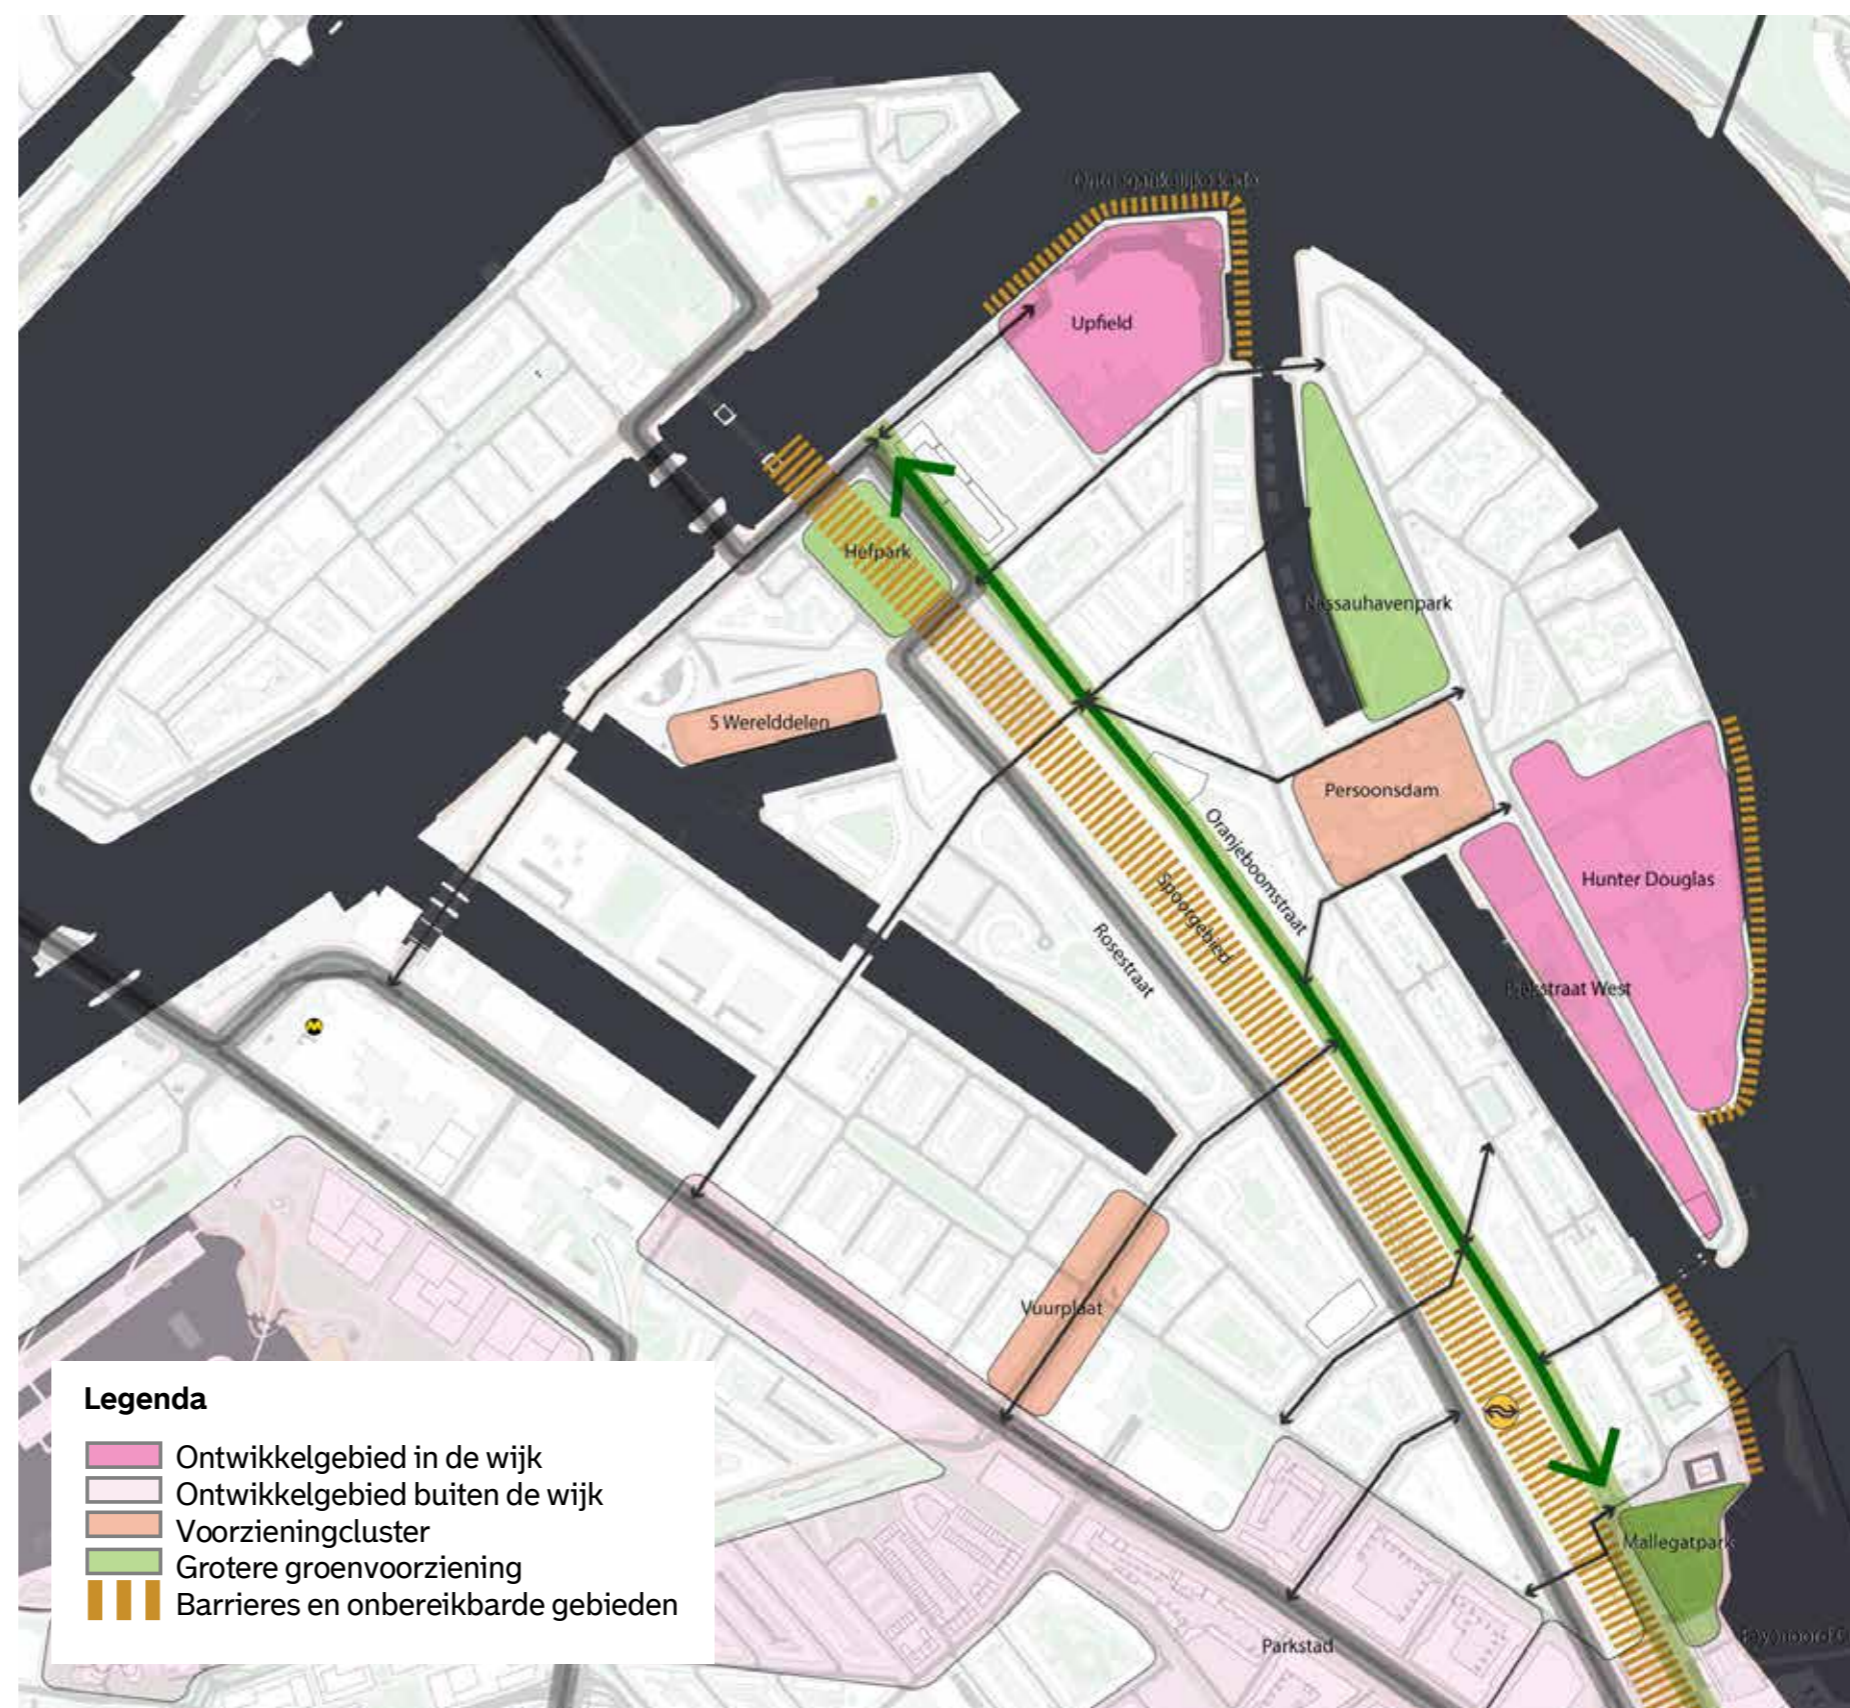 Upfield
Hefpark
5 Werelddelen
Persoonsdam
Oranjeboomstraat
Spoorgebied
Rosestraat
Hunter Douglas
West
Vuurplaat
Mallegatpark
Parkstad
M
Legenda
Ontwikkelgebied in de wijk
Ontwikkelgebied buiten de wijk
Voorzieningcluster
Grotere groenvoorziening
Barrieres en onbereikbarde gebieden